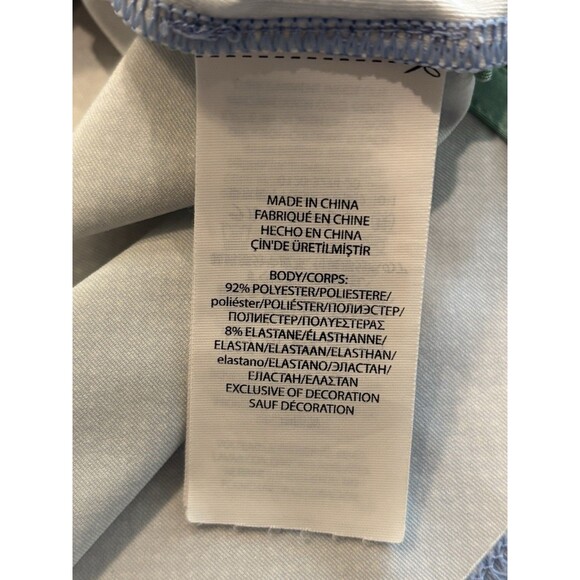 MADE IN CHINA
FABRIQUÉ EN CHINE
HECHO EN CHINA
ÇİN'DE ÜRETİLMİŞTİR
BODY/CORPS:
92% POLYESTER/POLIESTERE/
poliéster/POLIÉSTER/ПОЛИЭСТЕР/
ПОЛИЕСТЕР/ΠΟΛΥΕΣΤΕΡΑΣ
8% ELASTANE/ÉLASTHANNE/
ELASTAN/ELASTAAN/ELASTHAN/
elastano/ELASTANO/ЭЛАСТАН/
ЕЛАСТАН/ΕΛΑΣΤΑΝ
EXCLUSIVE OF DECORATION
SAUF DÉCORATION